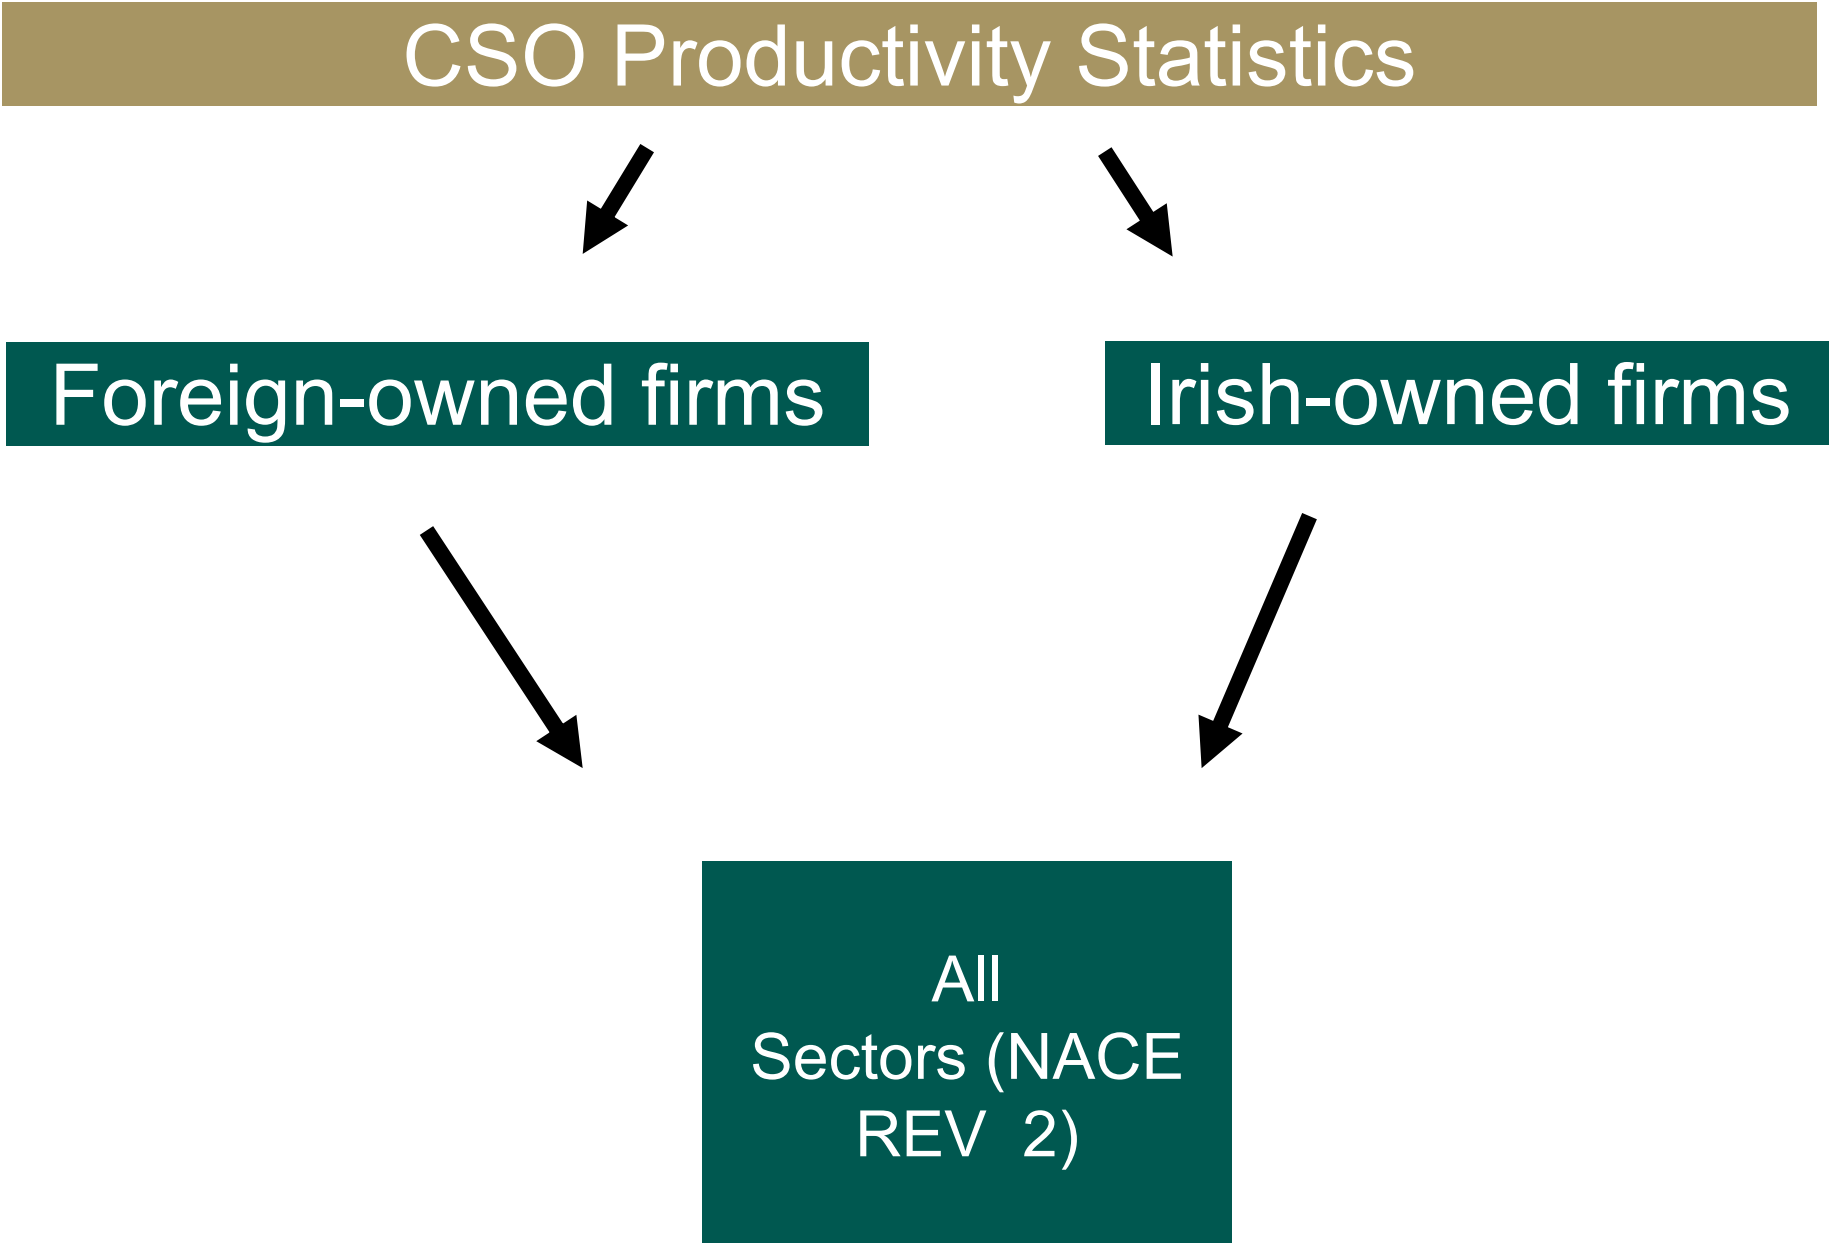 CSO Productivity Statistics
Foreign-owned firms
Irish-owned firms
All
Sectors (NACE
REV  2)